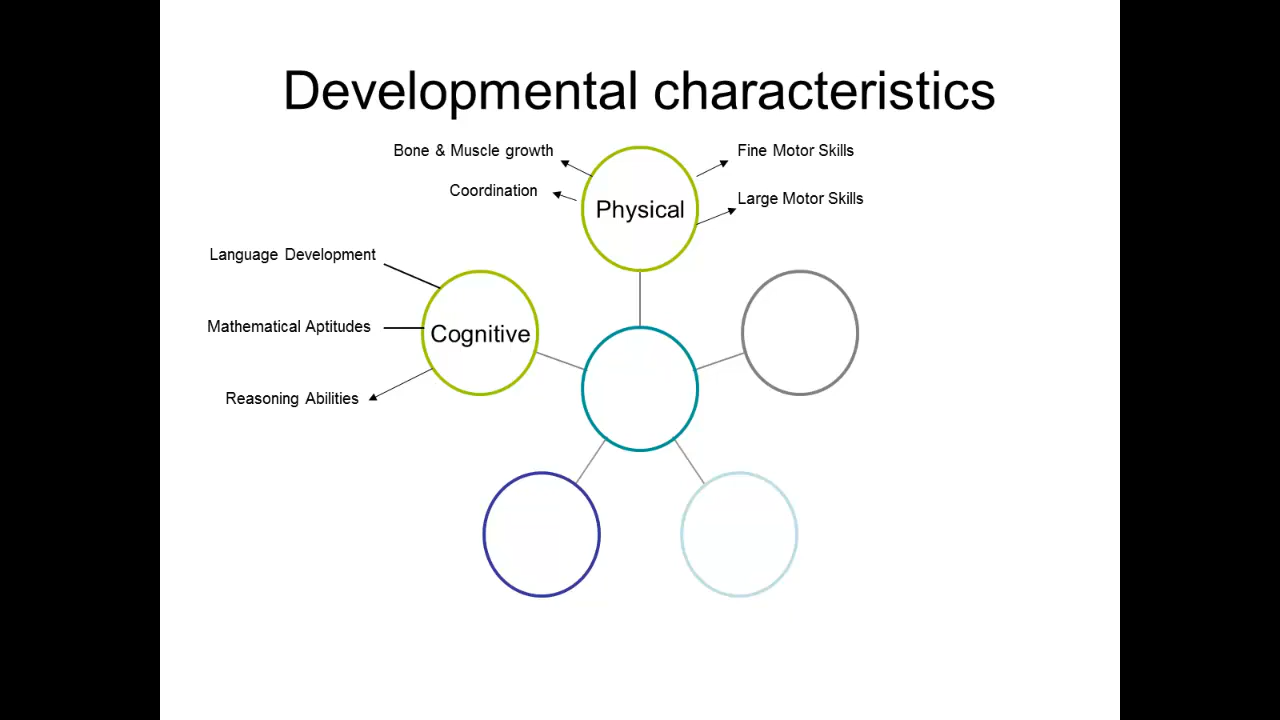 Developmental characteristics
Bone & Muscle growth
Fine Motor Skills
Coordination
Large Motor Skills
Physical
Language Development
Mathematical Aptitudes
Cognitive
Reasoning Abilities